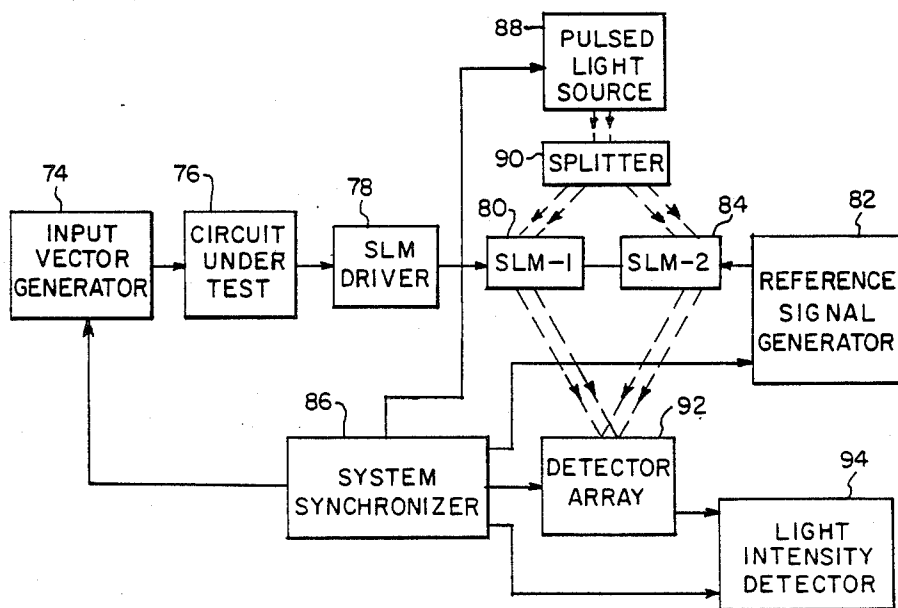 88
PULSED
LIGHT
SOURCE
90
SPLITTER
74
INPUT
VECTOR
GENERATOR
76
CIRCUIT
UNDER
TEST
78
SLM
DRIVER
80
SLM-1
84
SLM-2
82
REFERENCE
SIGNAL
GENERATOR
86
SYSTEM
SYNCHRONIZER
92
DETECTOR
ARRAY
94
LIGHT
INTENSITY
DETECTOR